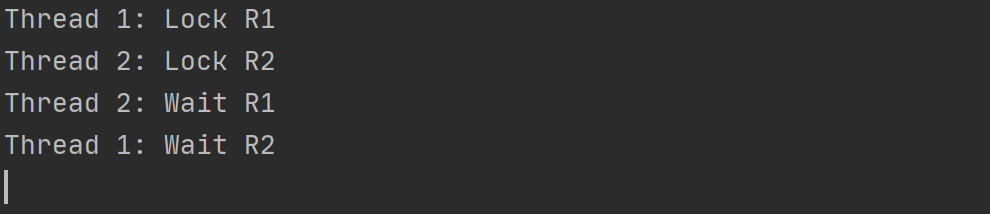 Thread 1: Lock R1
Thread 2: Lock R2
Thread 2: Wait R1
Thread 1: Wait R2